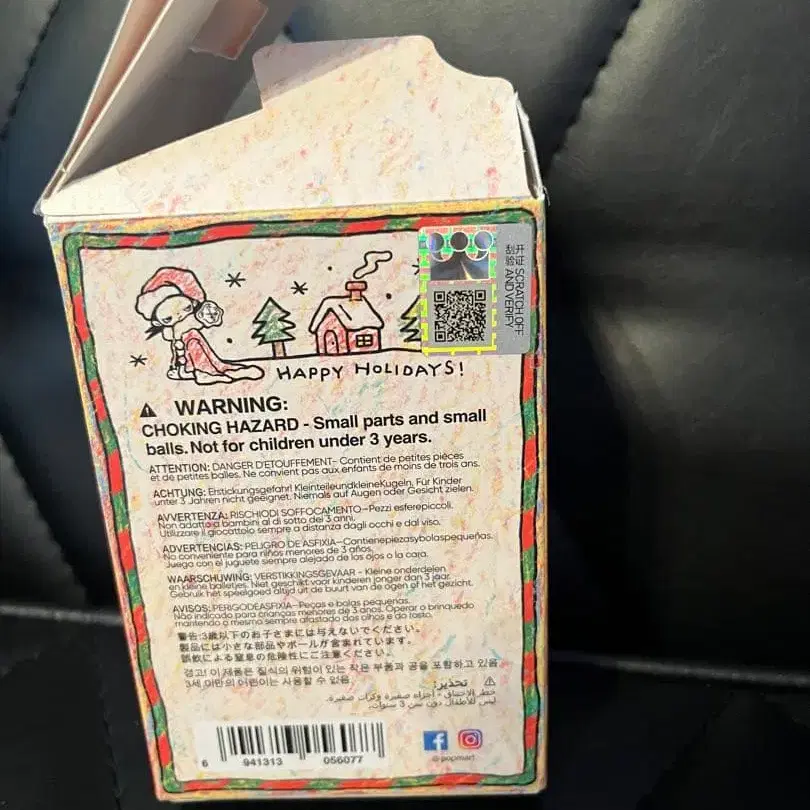 开证 SCRATCH OFF
刮验 AND VERIFY
HAPPY HOLIDAYS!
WARNING:
CHOKING HAZARD - Small parts and small
balls. Not for children under 3 years.
ATTENTION: DANGER D'ETOUFFEMENT- Contient de petites pièces
et de petites balles. Ne convient pas aux enfants de moins de trois ans.
ACHTUNG: Erstickungsgefahr! KleinteileundkleineKugeln. Für Kinder
unter 3 Jahren nicht geeignet. Niemals auf Augen oder Gesicht zielen.
AVVERTENZA: RISCHIODI SOFFOCAMENTO-Pezzi esferepiccoli.
Non adatto a bambini al di sotto dei 3 anni.
Utilizzare il giocattolo sempre a distanza dagli occhi e dal viso.
ADVERTENCIAS: PELIGRO DE ASFIXIA-Contienepiezasybolaspequeñas.
No conveniente para niños menores de 3 años.
Juega con el juguete siempre alejado de los ojos o la cara.
WAARSCHUWING: VERSTIKKINGSGEVAAR - Kleine onderdelen
en kleine balletjes. Niet geschikt voor kinderen jonger dan 3 jaar.
Gebruik het speelgoed altijd uit de buurt van de ogen of het gezicht.
AVISOS: PERIGODEASFIXIA-Peças e bolas pequenas.
Não indicado para crianças menores de 3 anos. Operar o brinquedo
mantendo o mesmo sempre afastado dos olhos e do rosto.
警告:3歳以下のお子さまには与えないでください。
製品には小さな部品やボールが含まれています。
誤飲による窒息の危険性にご注意ください。
경고! 이 제품은 질식의 위험이 있는 작은 부품과 공을 포함하고 있음
3세 미만의 어린이는 사용할 수 없음.
تحذير:
خطر الاختناق - أجزاء صغيرة وكرات صغيرة.
ليس للأطفال دون سن 3 سنوات.
6 941313 056077
@popmart